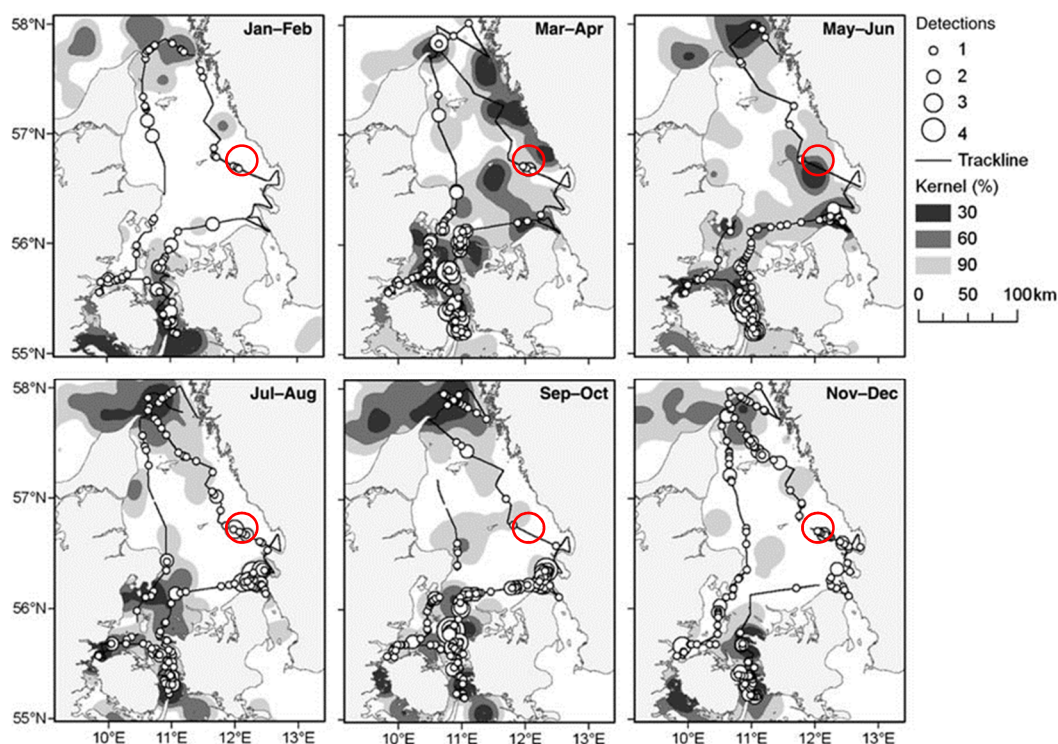 58°N
57°N
56°N
55°N
Jan–Feb
Mar–Apr
May–Jun
Detections
1
2
3
4
Trackline
Kernel (%)
30
60
90
0 50 100 km
58°N
57°N
56°N
55°N
Jul–Aug
Sep–Oct
Nov–Dec
10°E 11°E 12°E 13°E
10°E 11°E 12°E 13°E
10°E 11°E 12°E 13°E